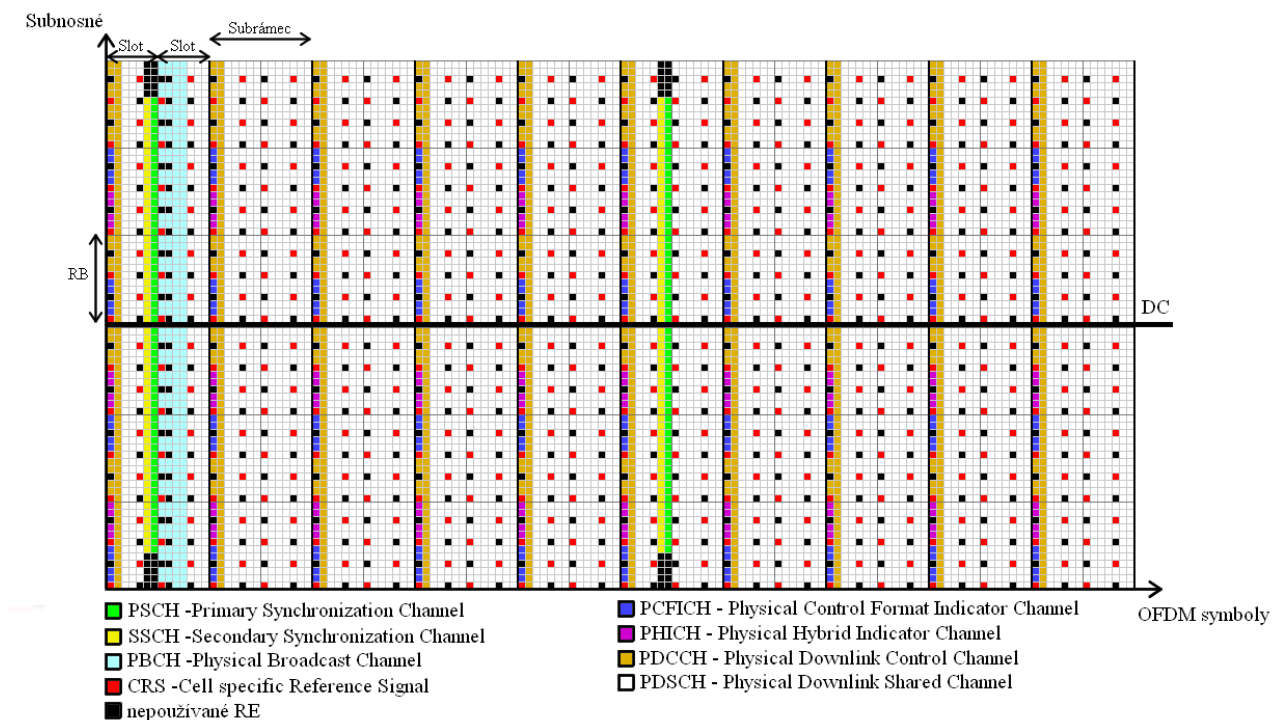 Subnosné
Slot
Slot
Subrámec
RB
DC
OFDM symboly
PSCH -Primary Synchronization Channel
SSCH -Secondary Synchronization Channel
PBCH -Physical Broadcast Channel
CRS -Cell specific Reference Signal
nepoužívané RE
PCFICH - Physical Control Format Indicator Channel
PHICH - Physical Hybrid Indicator Channel
PDCCH - Physical Downlink Control Channel
PDSCH - Physical Downlink Shared Channel